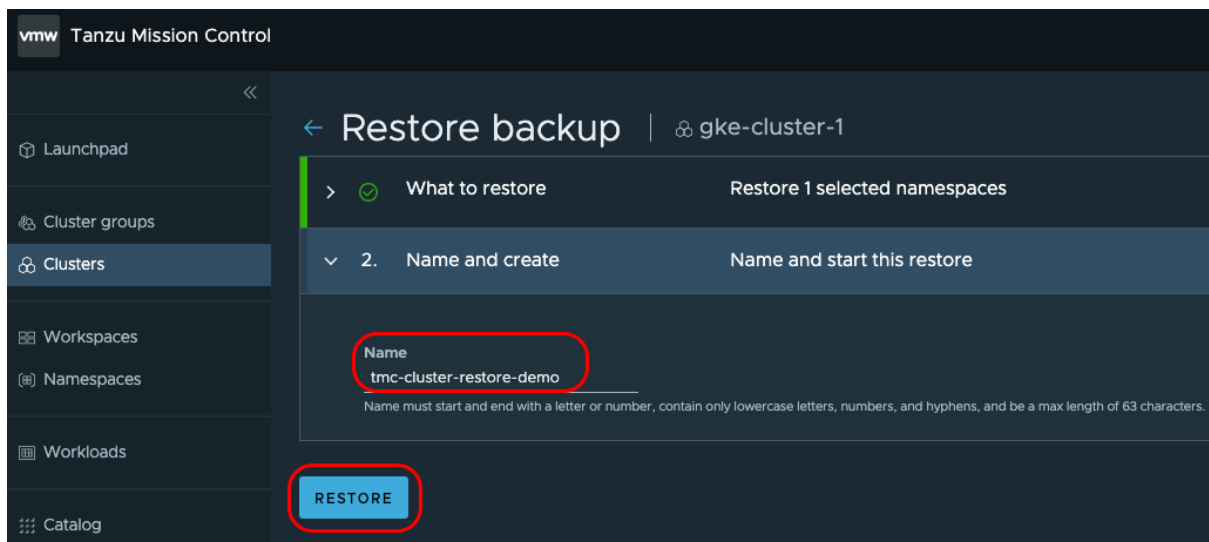 vmw Tanzu Mission Control
Launchpad
Cluster groups
Clusters
Workspaces
Namespaces
Workloads
Catalog
Restore backup gke-cluster-1
What to restore Restore 1 selected namespaces
2. Name and create Name and start this restore
Name
tmc-cluster-restore-demo
Name must start and end with a letter or number, contain only lowercase letters, numbers, and hyphens, and be a max length of 63 characters.
RESTORE